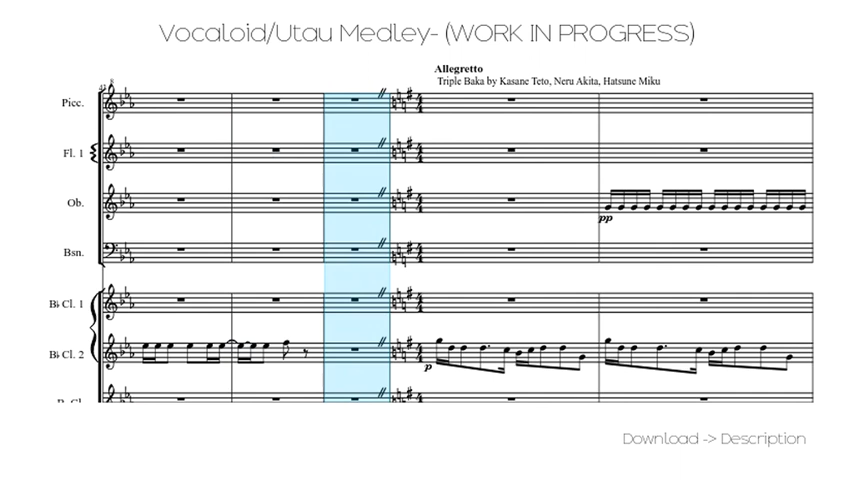 Vocaloid/Utau Medley- (WORK IN PROGRESS)
Allegretto
Triple Baka by Kasane Teto, Neru Akita, Hatsune Miku
Picc.
Fl. 1
Ob.
pp
Bsn.
B♭ Cl. 1
B♭ Cl. 2
p
Download -> Description